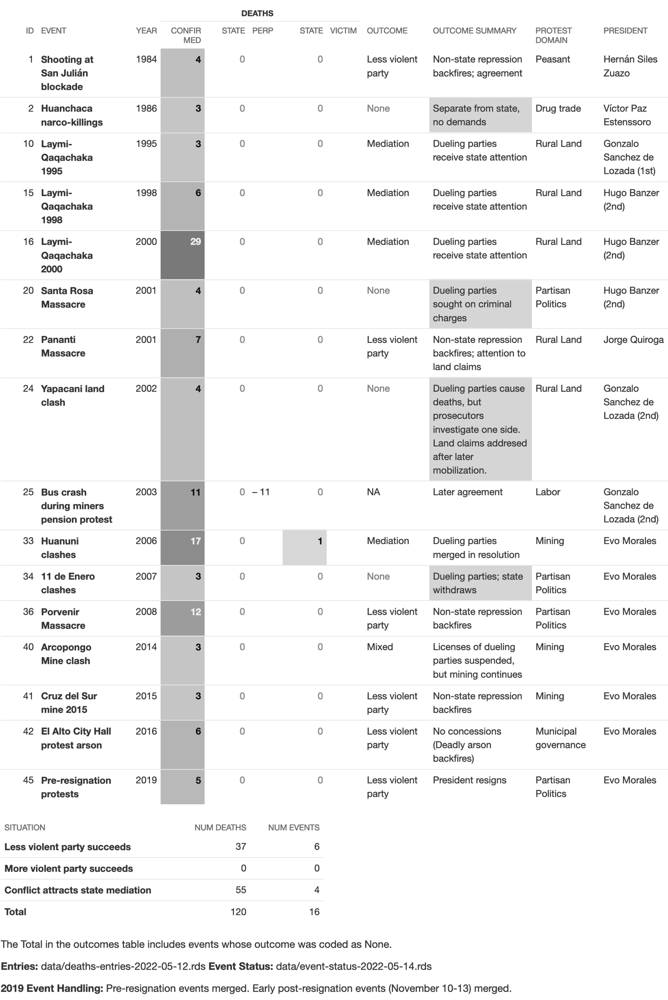 DEATHS
ID EVENT YEAR CONFIR STATE PERP STATE VICTIM OUTCOME OUTCOME SUMMARY PROTEST PRESIDENT
MED DOMAIN
1 Shooting at 1984 4 0 0 Less violent Non-state repression Peasant Hernán Siles
San Julián party backfires; agreement Zuazo
blockade
2 Huanchaca 1986 3 0 0 None Separate from state, Drug trade Víctor Paz
narco-killings no demands Estenssoro
10 Laymi- 1995 3 0 0 Mediation Dueling parties Rural Land Gonzalo
Qaqachaka receive state attention Sanchez de
1995 Lozada (1st)
15 Laymi- 1998 6 0 0 Mediation Dueling parties Rural Land Hugo Banzer
Qaqachaka receive state attention (2nd)
1998
16 Laymi- 2000 29 0 0 Mediation Dueling parties Rural Land Hugo Banzer
Qaqachaka receive state attention (2nd)
2000
20 Santa Rosa 2001 4 0 0 None Dueling parties Partisan Hugo Banzer
Massacre sought on criminal Politics (2nd)
charges
22 Pananti 2001 7 0 0 Less violent Non-state repression Rural Land Jorge Quiroga
Massacre party backfires; attention to
land claims
24 Yapacani land 2002 4 0 0 None Dueling parties cause Rural Land Gonzalo
clash deaths, but Sanchez de
prosecutors Lozada (2nd)
investigate one side.
Land claims addresed
after later
mobilization.
25 Bus crash 2003 11 0 – 11 0 NA Later agreement Labor Gonzalo
during miners Sanchez de
pension protest Lozada (2nd)
33 Huanuni 2006 17 0 1 Mediation Dueling parties Mining Evo Morales
clashes merged in resolution
34 11 de Enero 2007 3 0 0 None Dueling parties; state Partisan Evo Morales
clashes withdraws Politics
36 Porvenir 2008 12 0 0 Less violent Non-state repression Partisan Evo Morales
Massacre party backfires Politics
40 Arcopongo 2014 3 0 0 Mixed Licenses of dueling Mining Evo Morales
Mine clash parties suspended,
but mining continues
41 Cruz del Sur 2015 3 0 0 Less violent Non-state repression Mining Evo Morales
mine 2015 party backfires
42 El Alto City Hall 2016 6 0 0 Less violent No concessions Municipal Evo Morales
protest arson party (Deadly arson governance
backfires)
45 Pre-resignation 2019 5 0 0 Less violent President resigns Partisan Evo Morales
protests party Politics
SITUATION NUM DEATHS NUM EVENTS
Less violent party succeeds 37 6
More violent party succeeds 0 0
Conflict attracts state mediation 55 4
Total 120 16
The Total in the outcomes table includes events whose outcome was coded as None.
Entries: data/deaths-entries-2022-05-12.rds Event Status: data/event-status-2022-05-14.rds
2019 Event Handling: Pre-resignation events merged. Early post-resignation events (November 10-13) merged.